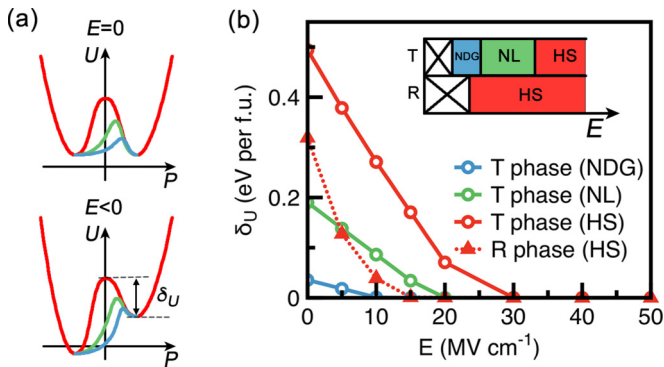 (a)
E=0
U
P
E<0
U
δU
P
(b)
δU (eV per f.u.)
0.4
0.2
0
T
NDG
NL
HS
R
HS
E
T phase (NDG)
T phase (NL)
T phase (HS)
R phase (HS)
0
10
20
30
40
50
E (MV cm⁻¹)